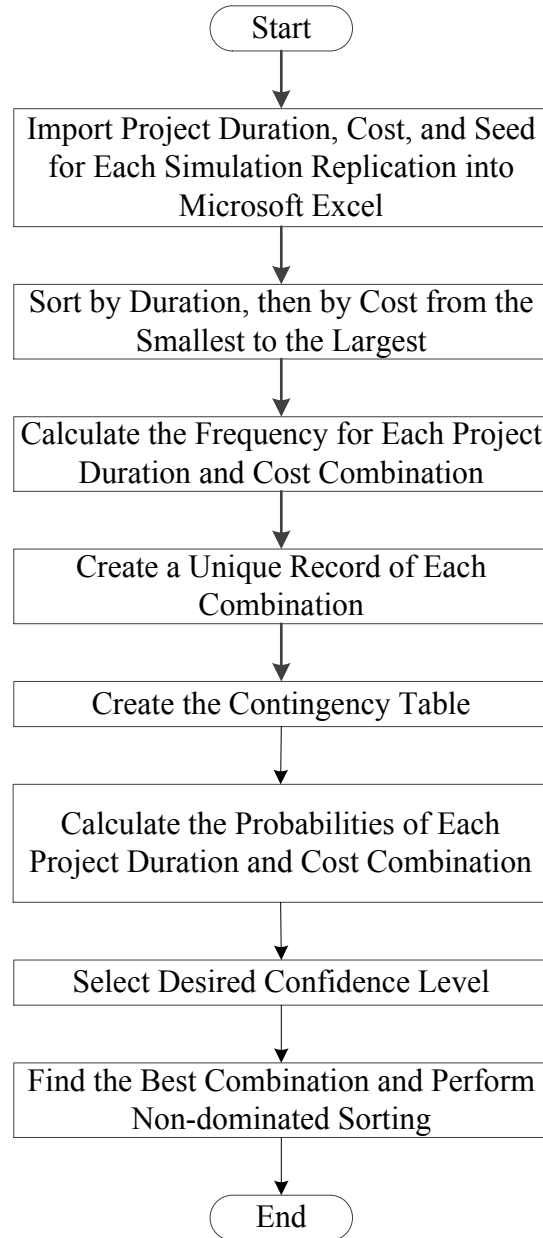 Start
Import Project Duration, Cost, and Seed
for Each Simulation Replication into
Microsoft Excel
Sort by Duration, then by Cost from the
Smallest to the Largest
Calculate the Frequency for Each Project
Duration and Cost Combination
Create a Unique Record of Each
Combination
Create the Contingency Table
Calculate the Probabilities of Each
Project Duration and Cost Combination
Select Desired Confidence Level
Find the Best Combination and Perform
Non-dominated Sorting
End